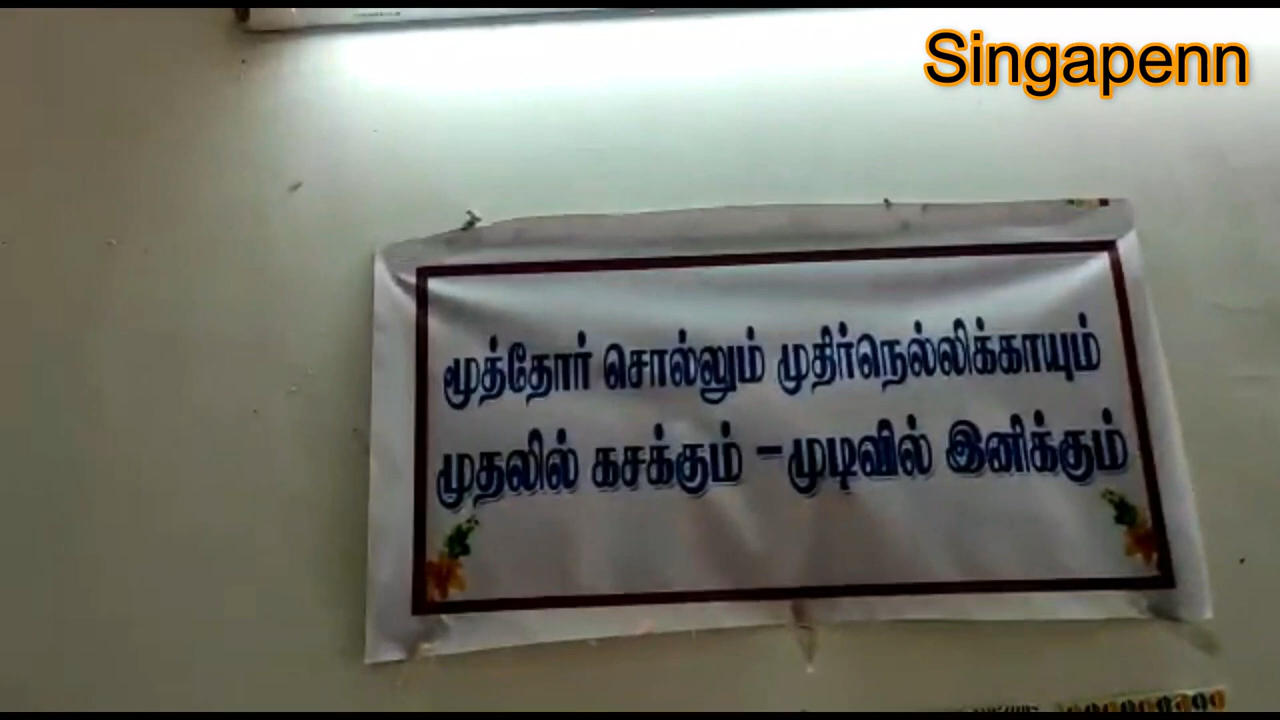 Singapenn
மூத்தோர் சொல்லும் முதிர்நெல்லிக்காயும்
முதலில் கசக்கும் - முடிவில் இனிக்கும்